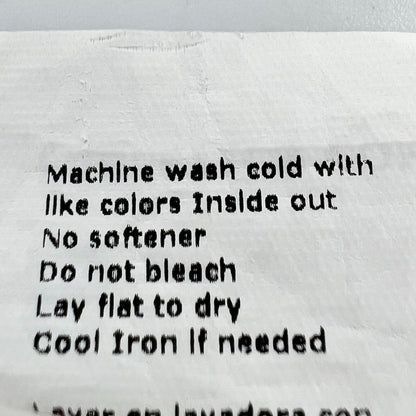 Machine wash cold with
like colors Inside out
No softener
Do not bleach
Lay flat to dry
Cool Iron If needed